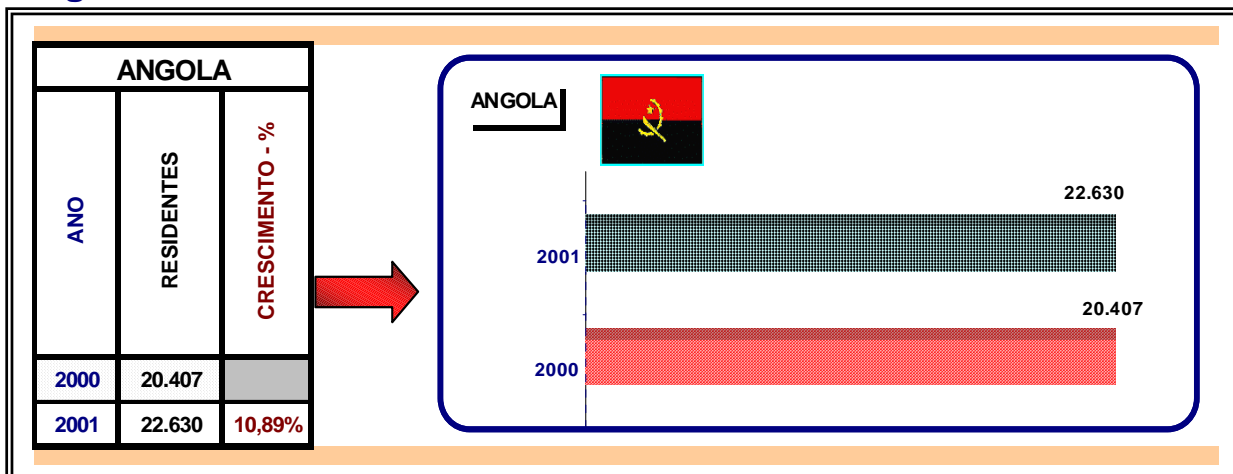 ANGOLA
ANO
RESIDENTES
CRESCIMENTO - %
2000 20.407
2001 22.630 10,89%
ANGOLA
22.630
2001
20.407
2000